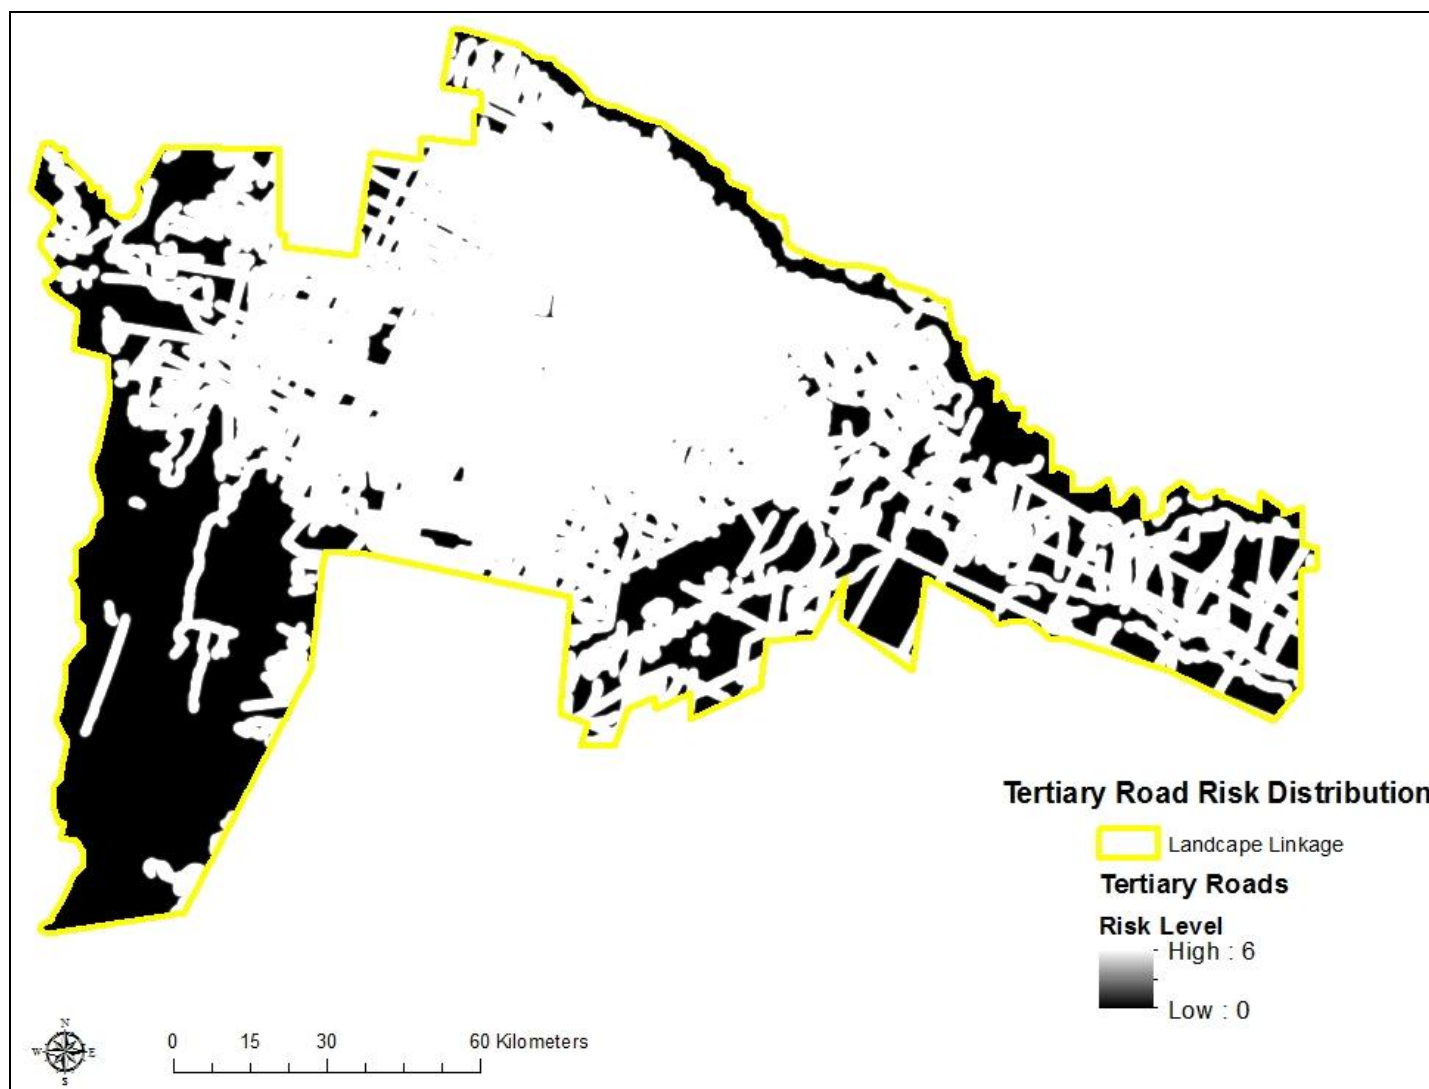 Tertiary Road Risk Distribution
Landcape Linkage
Tertiary Roads
Risk Level
High : 6
Low : 0
N
W E
S
0 15 30 60 Kilometers